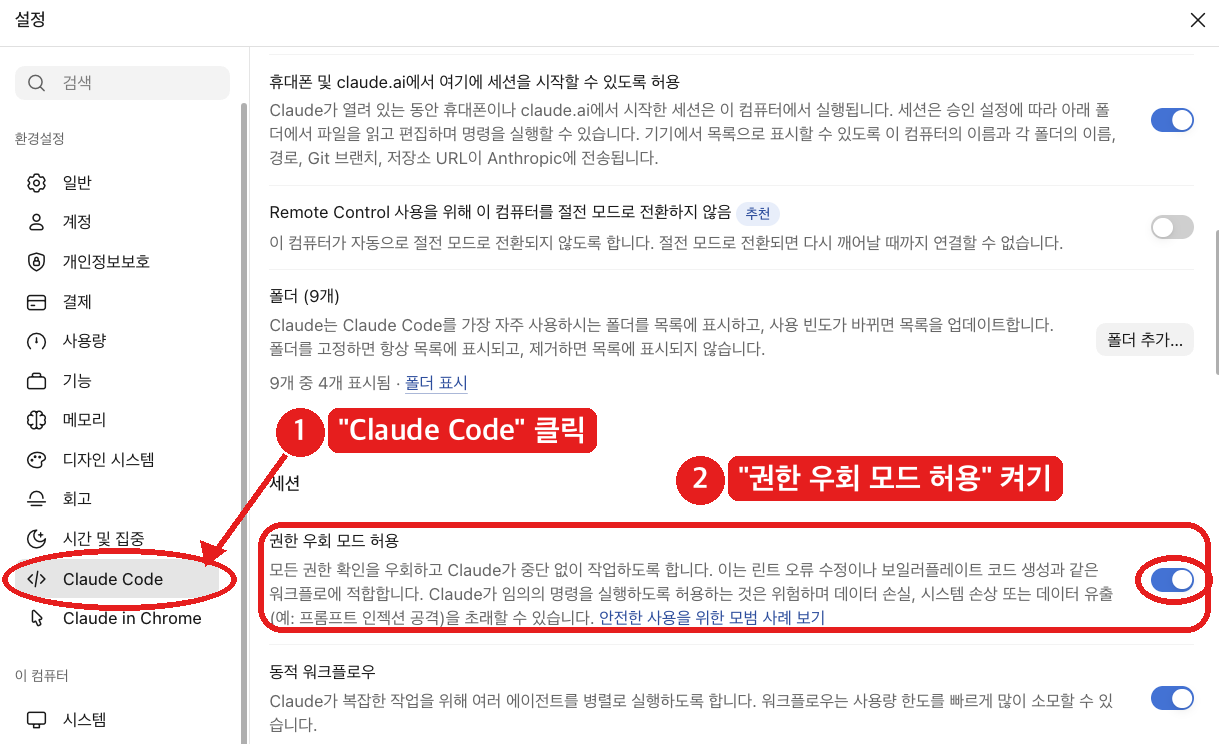 설정
검색
환경설정
일반
계정
개인정보보호
결제
사용량
기능
메모리
디자인 시스템
회고
시간 및 집중
Claude Code
Claude in Chrome
이 컴퓨터
시스템
휴대폰 및 claude.ai에서 여기에 세션을 시작할 수 있도록 허용
Claude가 열려 있는 동안 휴대폰이나 claude.ai에서 시작한 세션은 이 컴퓨터에서 실행됩니다. 세션은 승인 설정에 따라 아래 폴
더에서 파일을 읽고 편집하며 명령을 실행할 수 있습니다. 기기에서 목록으로 표시할 수 있도록 이 컴퓨터의 이름과 각 폴더의 이름,
경로, Git 브랜치, 저장소 URL이 Anthropic에 전송됩니다.
Remote Control 사용을 위해 이 컴퓨터를 절전 모드로 전환하지 않음 추천
이 컴퓨터가 자동으로 절전 모드로 전환되지 않도록 합니다. 절전 모드로 전환되면 다시 깨어날 때까지 연결할 수 없습니다.
폴더 (9개)
Claude는 Claude Code를 가장 자주 사용하시는 폴더를 목록에 표시하고, 사용 빈도가 바뀌면 목록을 업데이트합니다.
폴더를 고정하면 항상 목록에 표시되고, 제거하면 목록에 표시되지 않습니다.
폴더 추가...
9개 중 4개 표시됨 · 폴더 표시
1 "Claude Code" 클릭
2 "권한 우회 모드 허용" 켜기
세션
권한 우회 모드 허용
모든 권한 확인을 우회하고 Claude가 중단 없이 작업하도록 합니다. 이는 린트 오류 수정이나 보일러플레이트 코드 생성과 같은
워크플로에 적합합니다. Claude가 임의의 명령을 실행하도록 허용하는 것은 위험하며 데이터 손실, 시스템 손상 또는 데이터 유출
(예: 프롬프트 인젝션 공격)을 초래할 수 있습니다. 안전한 사용을 위한 모범 사례 보기
동적 워크플로우
Claude가 복잡한 작업을 위해 여러 에이전트를 병렬로 실행하도록 합니다. 워크플로우는 사용량 한도를 빠르게 많이 소모할 수 있
습니다.